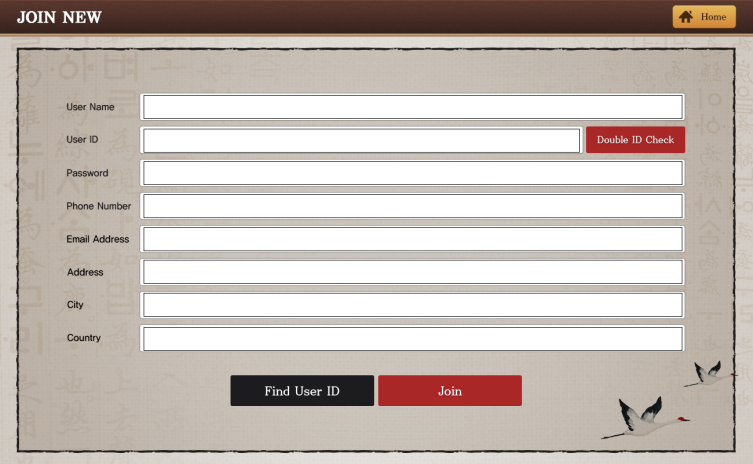 JOIN NEW
Home
User Name
User ID
Double ID Check
Password
Phone Number
Email Address
Address
City
Country
Find User ID
Join